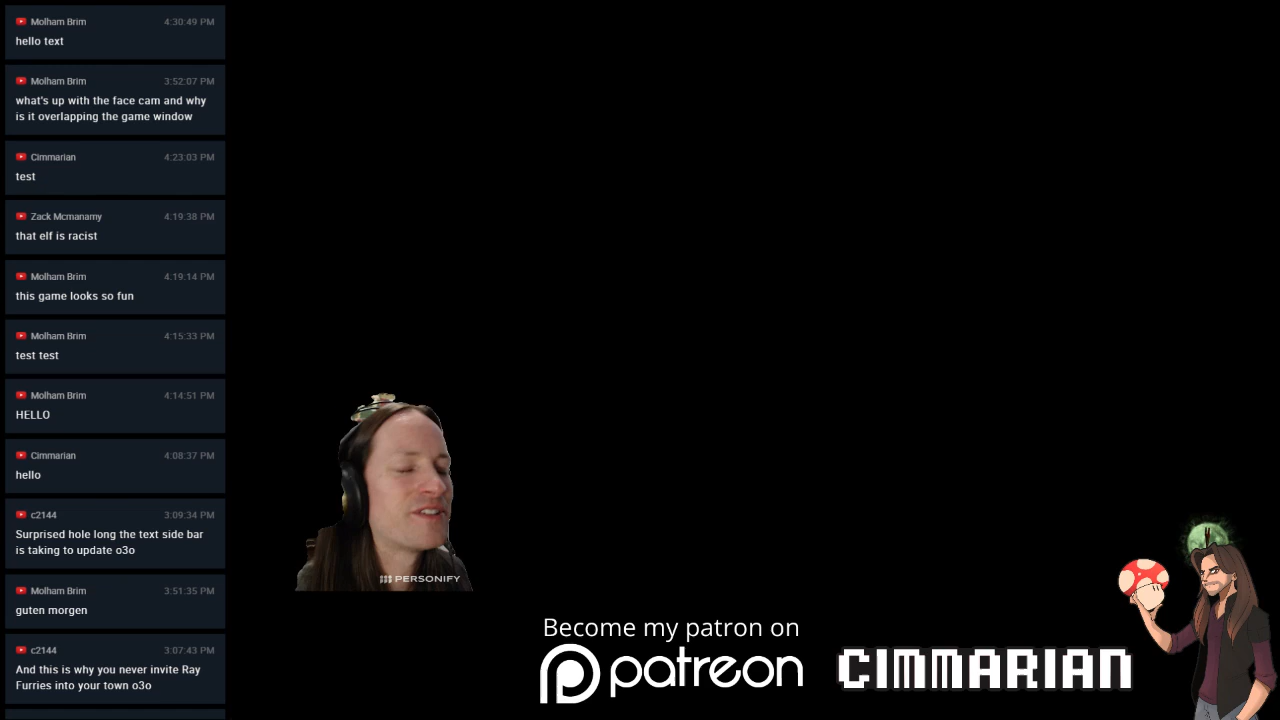 Molham Brim 4:30:49 PM
hello text
Molham Brim 3:52:07 PM
what's up with the face cam and why
is it overlapping the game window
Cimmarian 4:23:03 PM
test
Zack Mcmanamy 4:19:38 PM
that elf is racist
Molham Brim 4:19:14 PM
this game looks so fun
Molham Brim 4:15:33 PM
test test
Molham Brim 4:14:51 PM
HELLO
Cimmarian 4:08:37 PM
hello
c2144 3:09:34 PM
Surprised hole long the text side bar
is taking to update o3o
Molham Brim 3:51:35 PM
guten morgen
c2144 3:07:43 PM
And this is why you never invite Ray
Furries into your town o3o
PERSONIFY
Become my patron on
patreon
CIMMARIAN